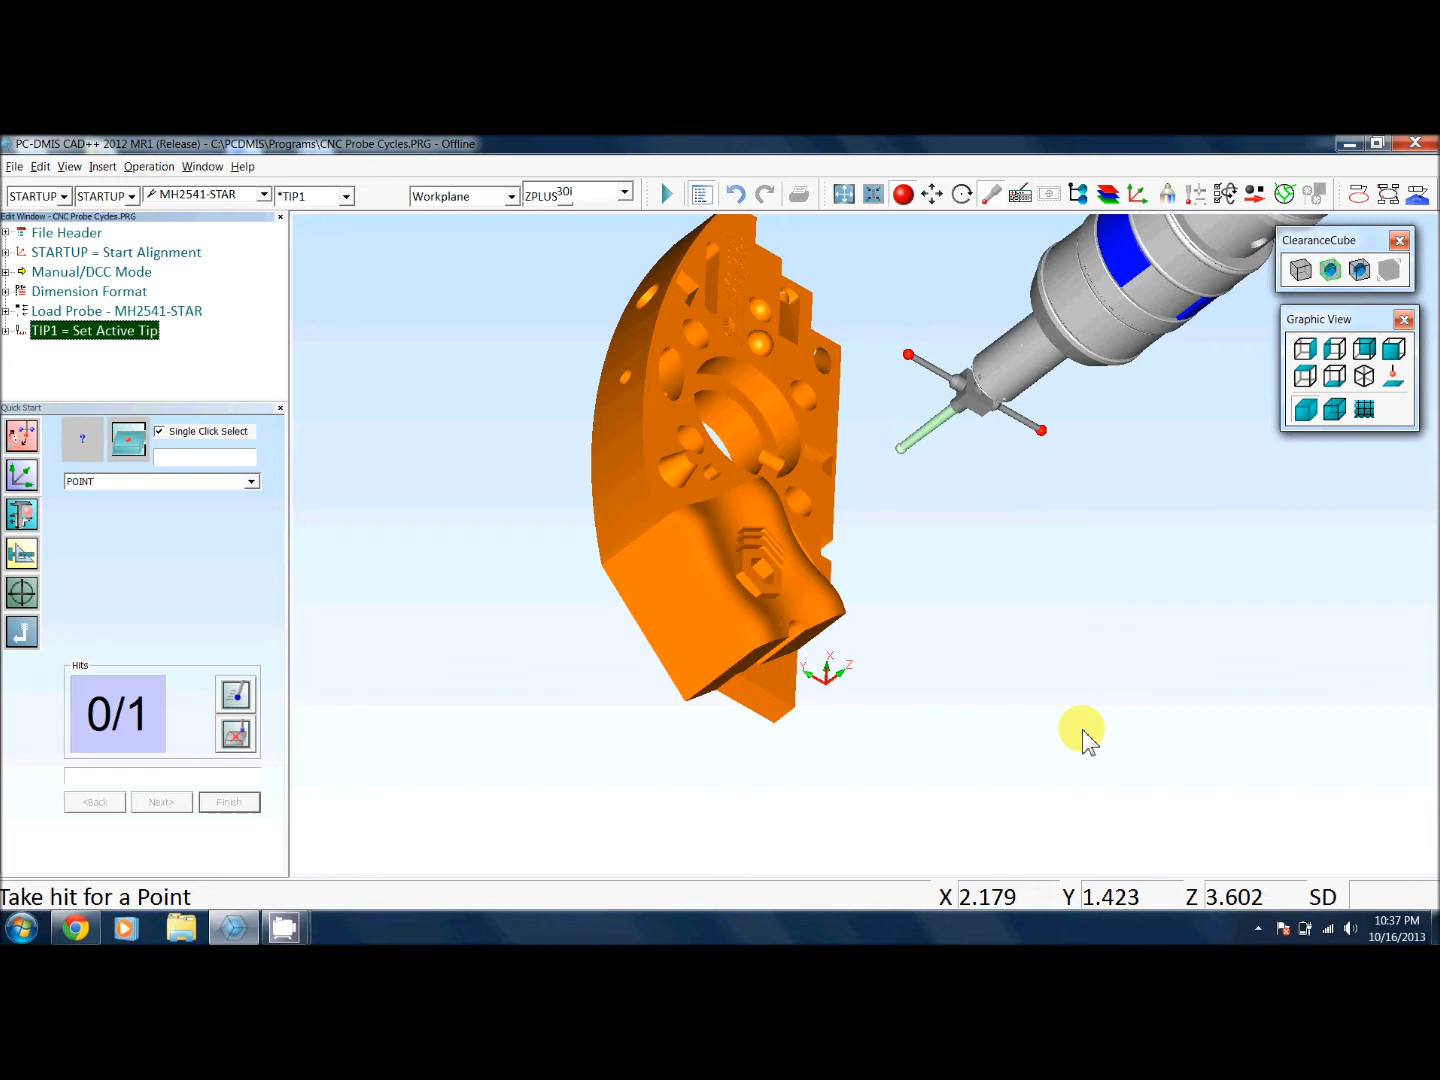 PC-DMIS CAD++ 2012 MR1 (Release) - C:\PCDMIS\Programs\CNC Probe Cycles.PRG - Offline
File Edit View Insert Operation Window Help
STARTUP STARTUP MH2541-STAR *TIP1 Workplane ZPLUS 30i
Edit Window - CNC Probe Cycles.PRG
File Header
STARTUP = Start Alignment
Manual/DCC Mode
Dimension Format
Load Probe - MH2541-STAR
TIP1 = Set Active Tip
Quick Start
? Single Click Select
POINT
Hits
0/1
<Back Next> Finish
ClearanceCube
Graphic View
X
Y Z
Take hit for a Point X 2.179 Y 1.423 Z 3.602 SD
10:37 PM
10/16/2013